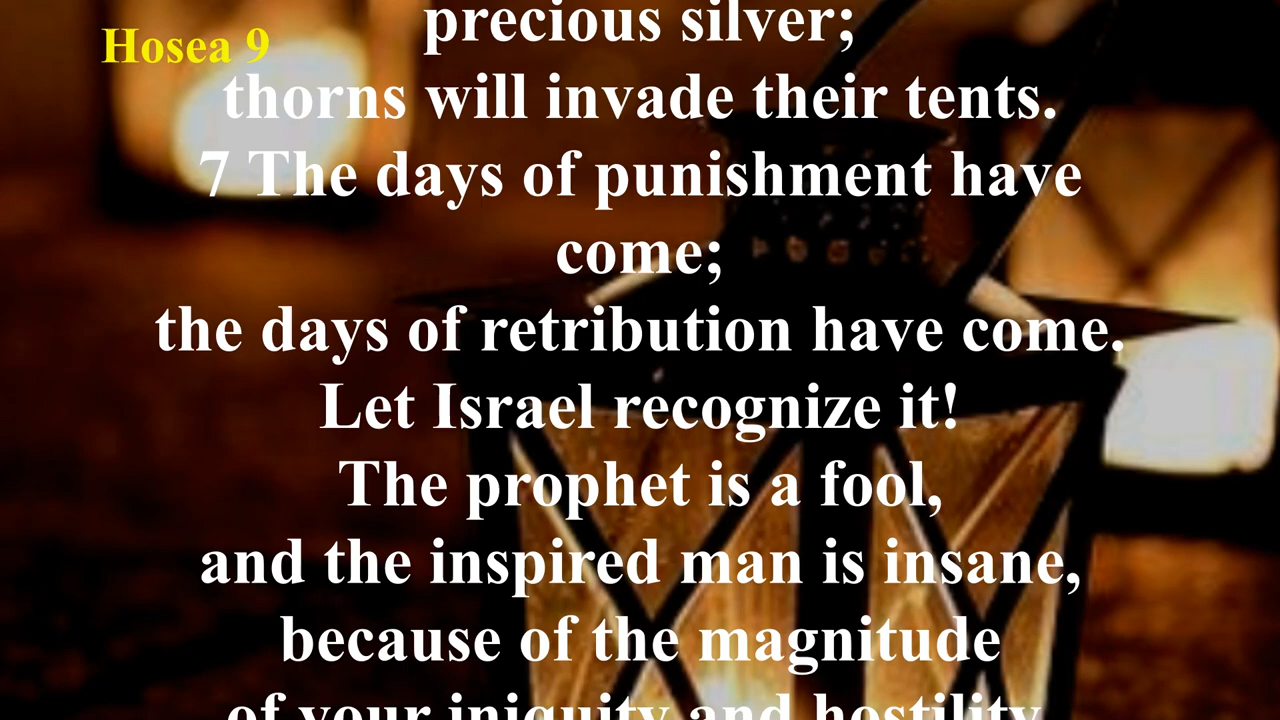 Hosea 9
precious silver;
thorns will invade their tents.
7 The days of punishment have
come;
the days of retribution have come.
Let Israel recognize it!
The prophet is a fool,
and the inspired man is insane,
because of the magnitude
of your iniquity and hostility.